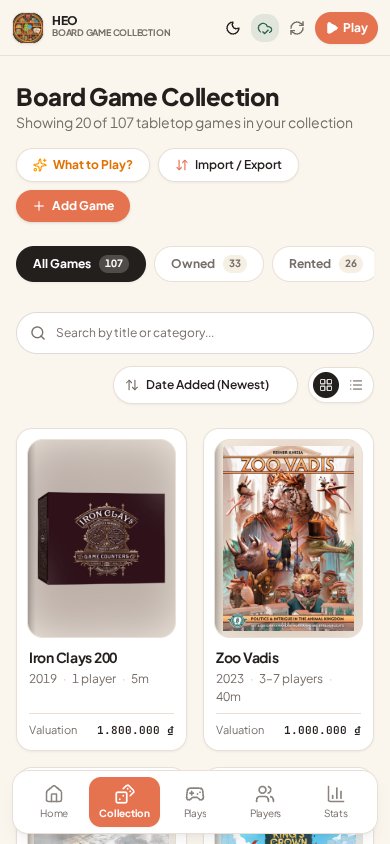 HEO
BOARD GAME COLLECTION
Play
Board Game Collection
Showing 20 of 107 tabletop games in your collection
What to Play?
Import / Export
Add Game
All Games 107
Owned 33
Rented 26
Search by title or category...
Date Added (Newest)
IRON CLAYS
GAME COUNTERS
REINER KNIZIA
ZOO VADIS
POLITICS & INTRIGUE IN THE ANIMAL KINGDOM
Iron Clays 200
2019 · 1 player · 5m
Valuation 1.800.000 ₫
Zoo Vadis
2023 · 3–7 players ·
40m
Valuation 1.000.000 ₫
Home
Collection
Plays
Players
Stats